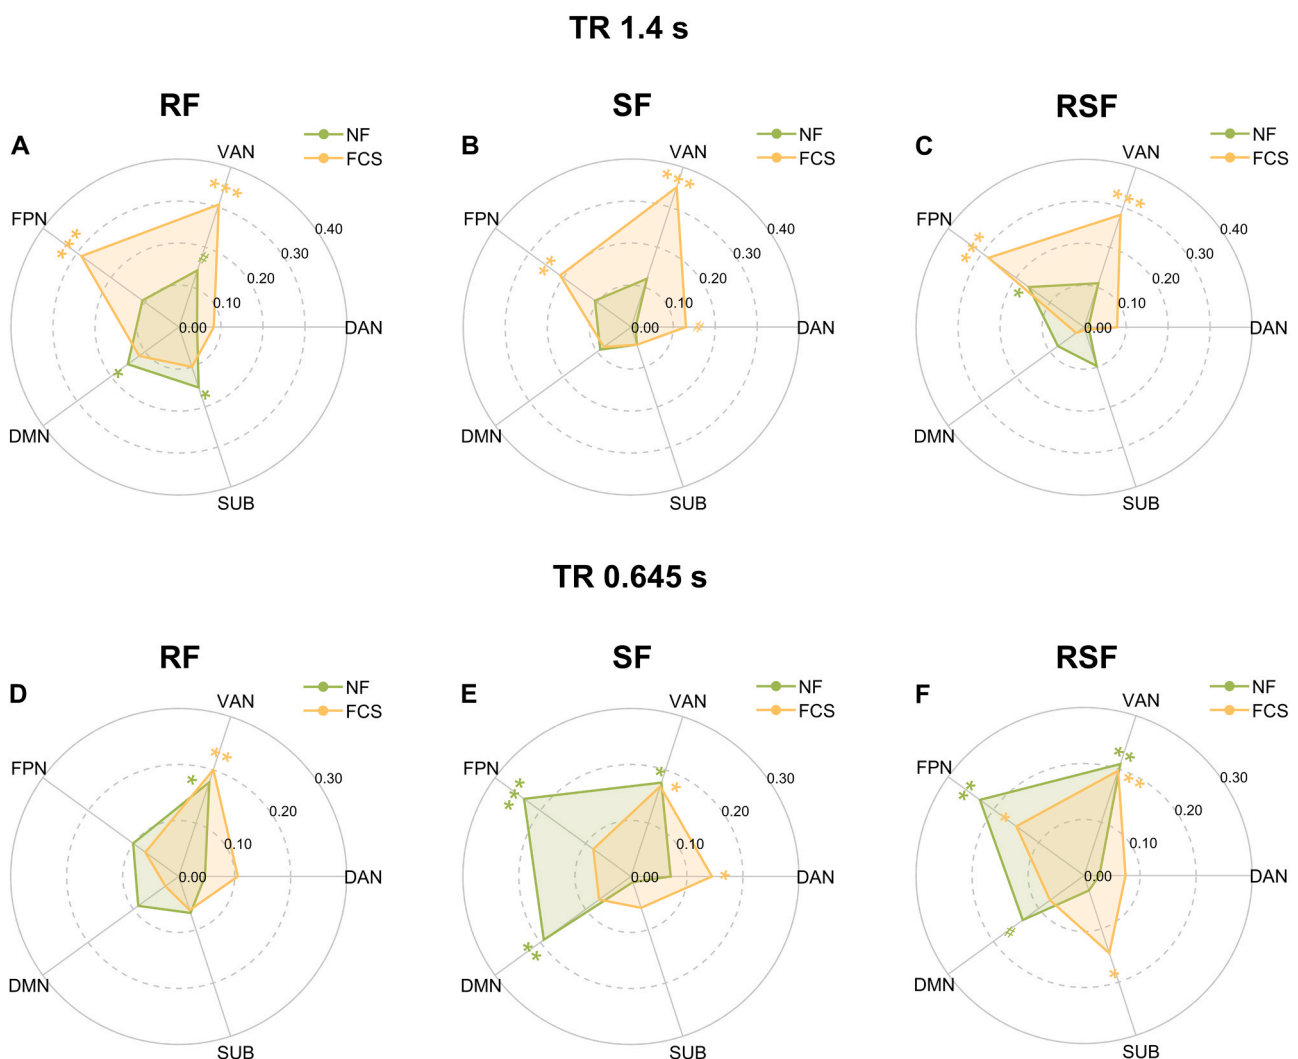 TR 1.4 s
RF
SF
RSF
A
NF
FCS
VAN
***
FPN
***
#
0.40
0.30
0.20
0.10
0.00
DAN
*
*
DMN
SUB
B
NF
FCS
VAN
***
FPN
**
0.40
0.30
0.20
0.10
0.00
#
DAN
DMN
SUB
C
NF
FCS
VAN
***
FPN
***
*
0.40
0.30
0.20
0.10
0.00
DAN
DMN
SUB
TR 0.645 s
RF
SF
RSF
D
NF
FCS
VAN
**
*
FPN
0.30
0.20
0.10
0.00
DAN
DMN
SUB
E
NF
FCS
VAN
*
*
FPN
***
0.30
0.20
0.10
0.00
*
DAN
**
DMN
SUB
F
NF
FCS
VAN
**
**
FPN
**
*
0.30
0.20
0.10
0.00
DAN
#
DMN
*
SUB